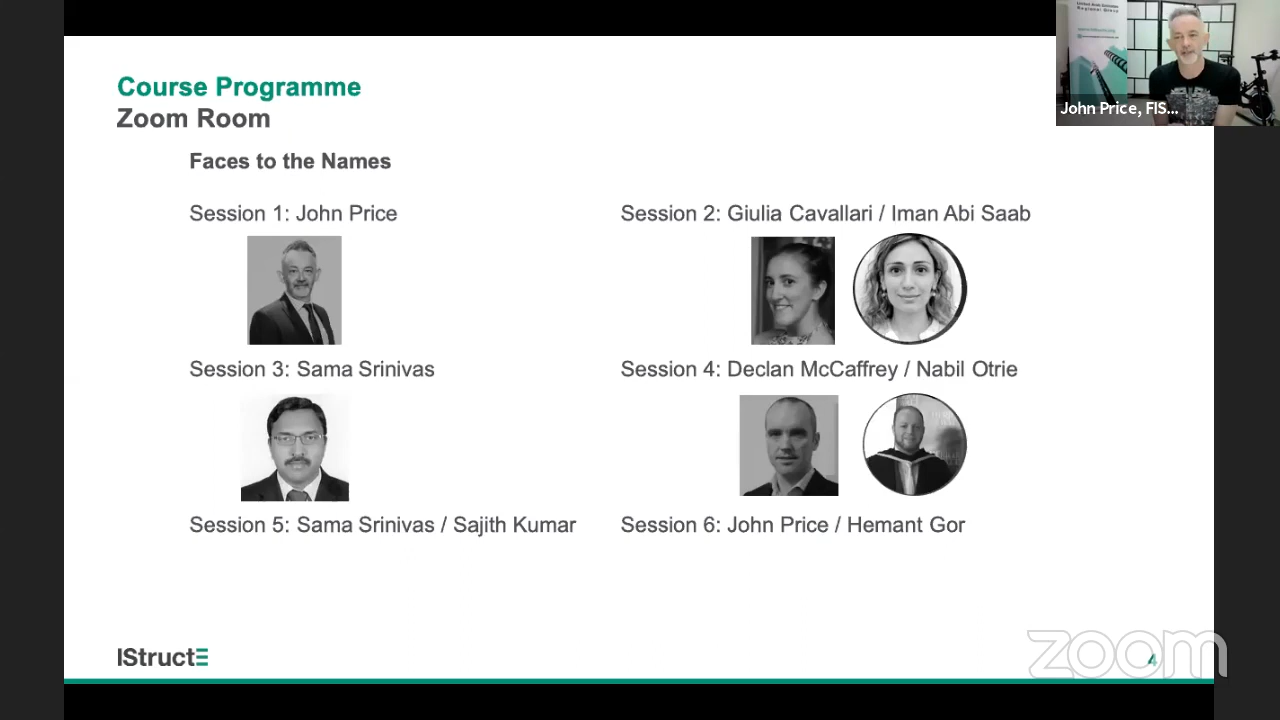 Course Programme
Zoom Room
Faces to the Names
Session 1: John Price
Session 2: Giulia Cavallari / Iman Abi Saab
Session 3: Sama Srinivas
Session 4: Declan McCaffrey / Nabil Otrie
Session 5: Sama Srinivas / Sajith Kumar
Session 6: John Price / Hemant Gor
IStructE
4
zoom
John Price, FIS...